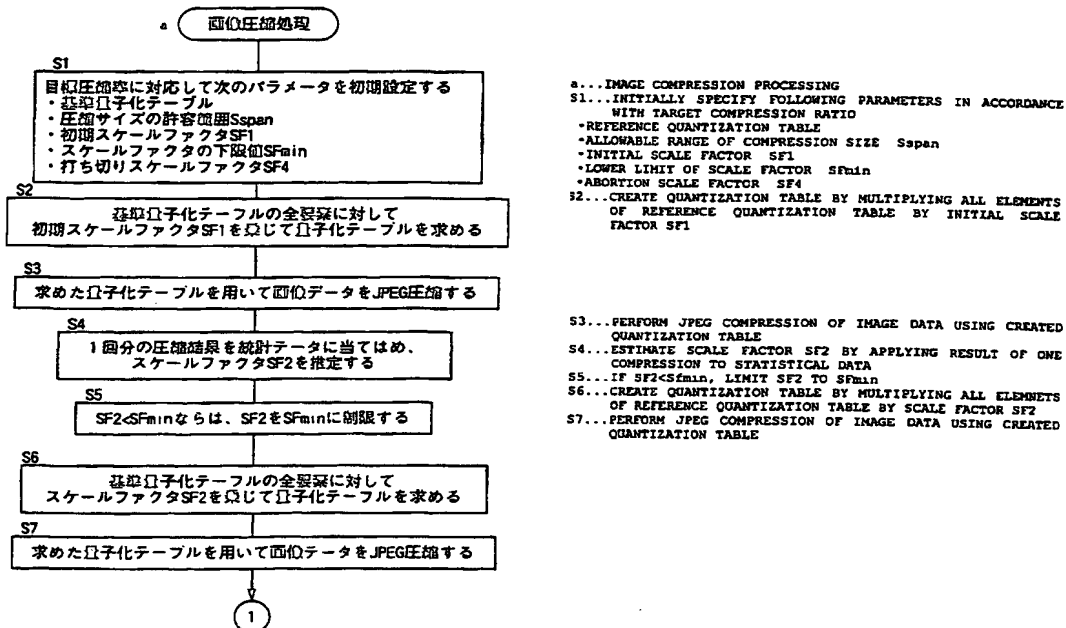 a 画像圧縮処理
S1
目標圧縮率に対応して次のパラメータを初期設定する
・基準量子化テーブル
・圧縮サイズの許容範囲Sspan
・初期スケールファクタSF1
・スケールファクタの下限値SFmin
・打ち切りスケールファクタSF4
S2
基準量子化テーブルの全要素に対して
初期スケールファクタSF1を乗じて量子化テーブルを求める
S3
求めた量子化テーブルを用いて画像データをJPEG圧縮する
S4
1回分の圧縮結果を統計データに当てはめ、
スケールファクタSF2を推定する
S5
SF2<SFminならば、SF2をSFminに制限する
S6
基準量子化テーブルの全要素に対して
スケールファクタSF2を乗じて量子化テーブルを求める
S7
求めた量子化テーブルを用いて画像データをJPEG圧縮する
1
a...IMAGE COMPRESSION PROCESSING
S1...INITIALLY SPECIFY FOLLOWING PARAMETERS IN ACCORDANCE
WITH TARGET COMPRESSION RATIO
・REFERENCE QUANTIZATION TABLE
・ALLOWABLE RANGE OF COMPRESSION SIZE Sspan
・INITIAL SCALE FACTOR SF1
・LOWER LIMIT OF SCALE FACTOR SFmin
・ABORTION SCALE FACTOR SF4
S2...CREATE QUANTIZATION TABLE BY MULTIPLYING ALL ELEMENTS
OF REFERENCE QUANTIZATION TABLE BY INITIAL SCALE
FACTOR SF1
S3...PERFORM JPEG COMPRESSION OF IMAGE DATA USING CREATED
QUANTIZATION TABLE
S4...ESTIMATE SCALE FACTOR SF2 BY APPLYING RESULT OF ONE
COMPRESSION TO STATISTICAL DATA
S5...IF SF2<Sfmin, LIMIT SF2 TO SFmin
S6...CREATE QUANTIZATION TABLE BY MULTIPLYING ALL ELEMNETS
OF REFERENCE QUANTIZATION TABLE BY SCALE FACTOR SF2
S7...PERFORM JPEG COMPRESSION OF IMAGE DATA USING CREATED
QUANTIZATION TABLE